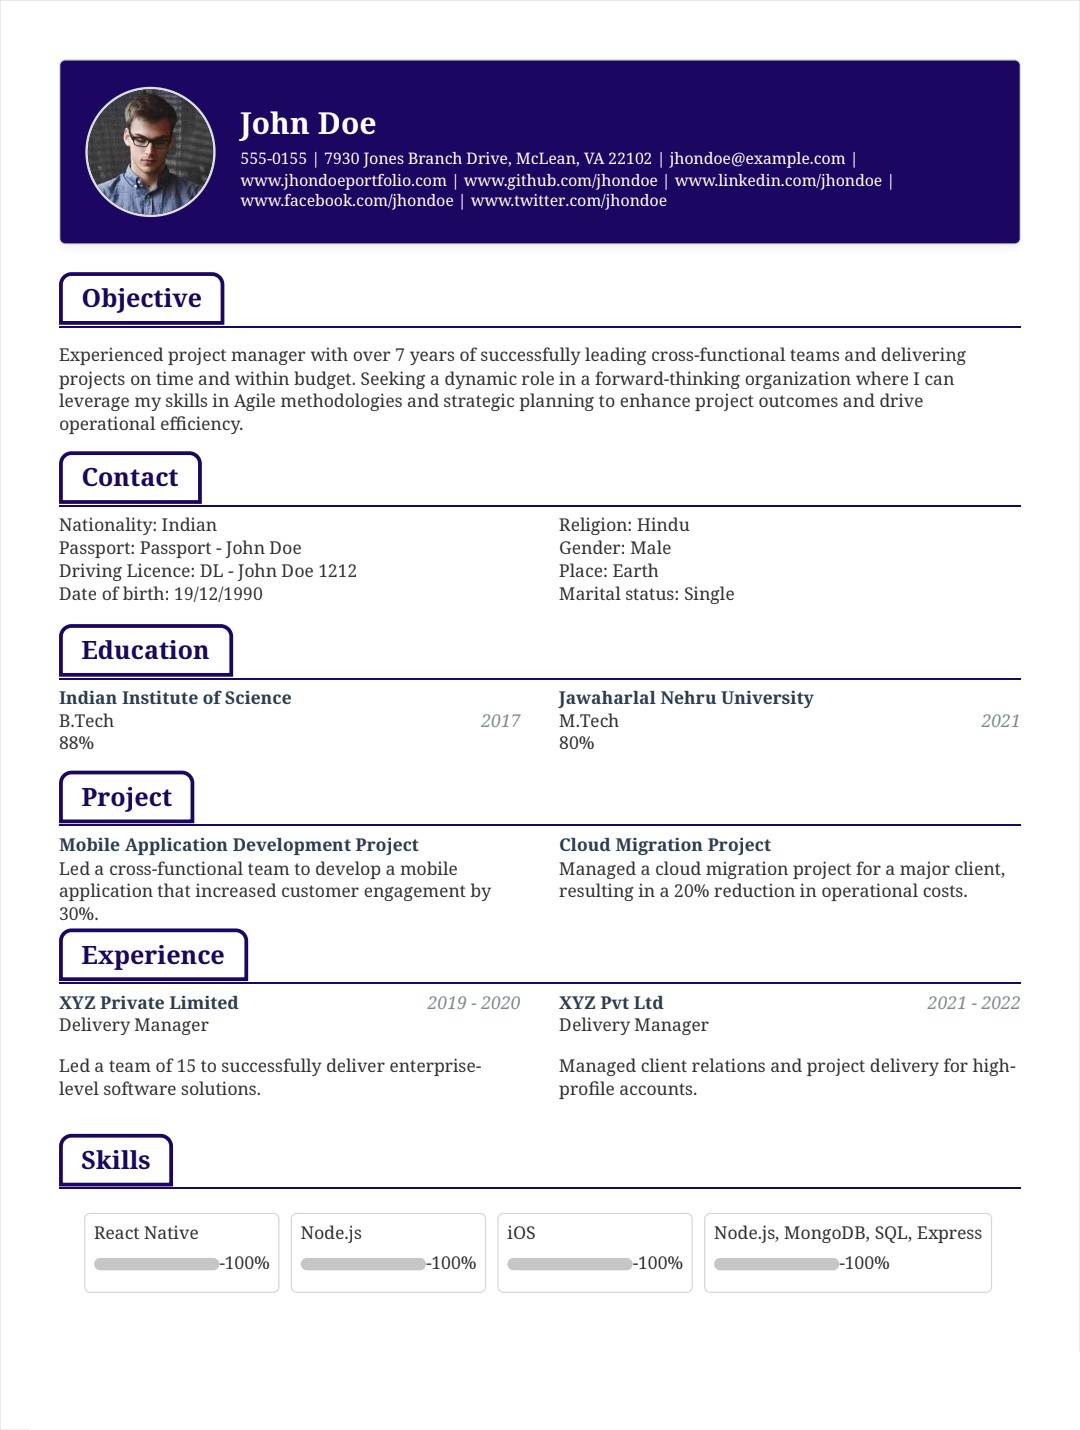 John Doe
555-0155 | 7930 Jones Branch Drive, McLean, VA 22102 | jhondoe@example.com |
www.jhondoeportfolio.com | www.github.com/jhondoe | www.linkedin.com/jhondoe |
www.facebook.com/jhondoe | www.twitter.com/jhondoe
Objective
Experienced project manager with over 7 years of successfully leading cross-functional teams and delivering
projects on time and within budget. Seeking a dynamic role in a forward-thinking organization where I can
leverage my skills in Agile methodologies and strategic planning to enhance project outcomes and drive
operational efficiency.
Contact
Nationality: Indian
Passport: Passport - John Doe
Driving Licence: DL - John Doe 1212
Date of birth: 19/12/1990
Religion: Hindu
Gender: Male
Place: Earth
Marital status: Single
Education
Indian Institute of Science
B.Tech 2017
88%
Jawaharlal Nehru University
M.Tech 2021
80%
Project
Mobile Application Development Project
Led a cross-functional team to develop a mobile
application that increased customer engagement by
30%.
Cloud Migration Project
Managed a cloud migration project for a major client,
resulting in a 20% reduction in operational costs.
Experience
XYZ Private Limited 2019 - 2020
Delivery Manager
Led a team of 15 to successfully deliver enterprise-
level software solutions.
XYZ Pvt Ltd 2021 - 2022
Delivery Manager
Managed client relations and project delivery for high-
profile accounts.
Skills
React Native
-100%
Node.js
-100%
iOS
-100%
Node.js, MongoDB, SQL, Express
-100%